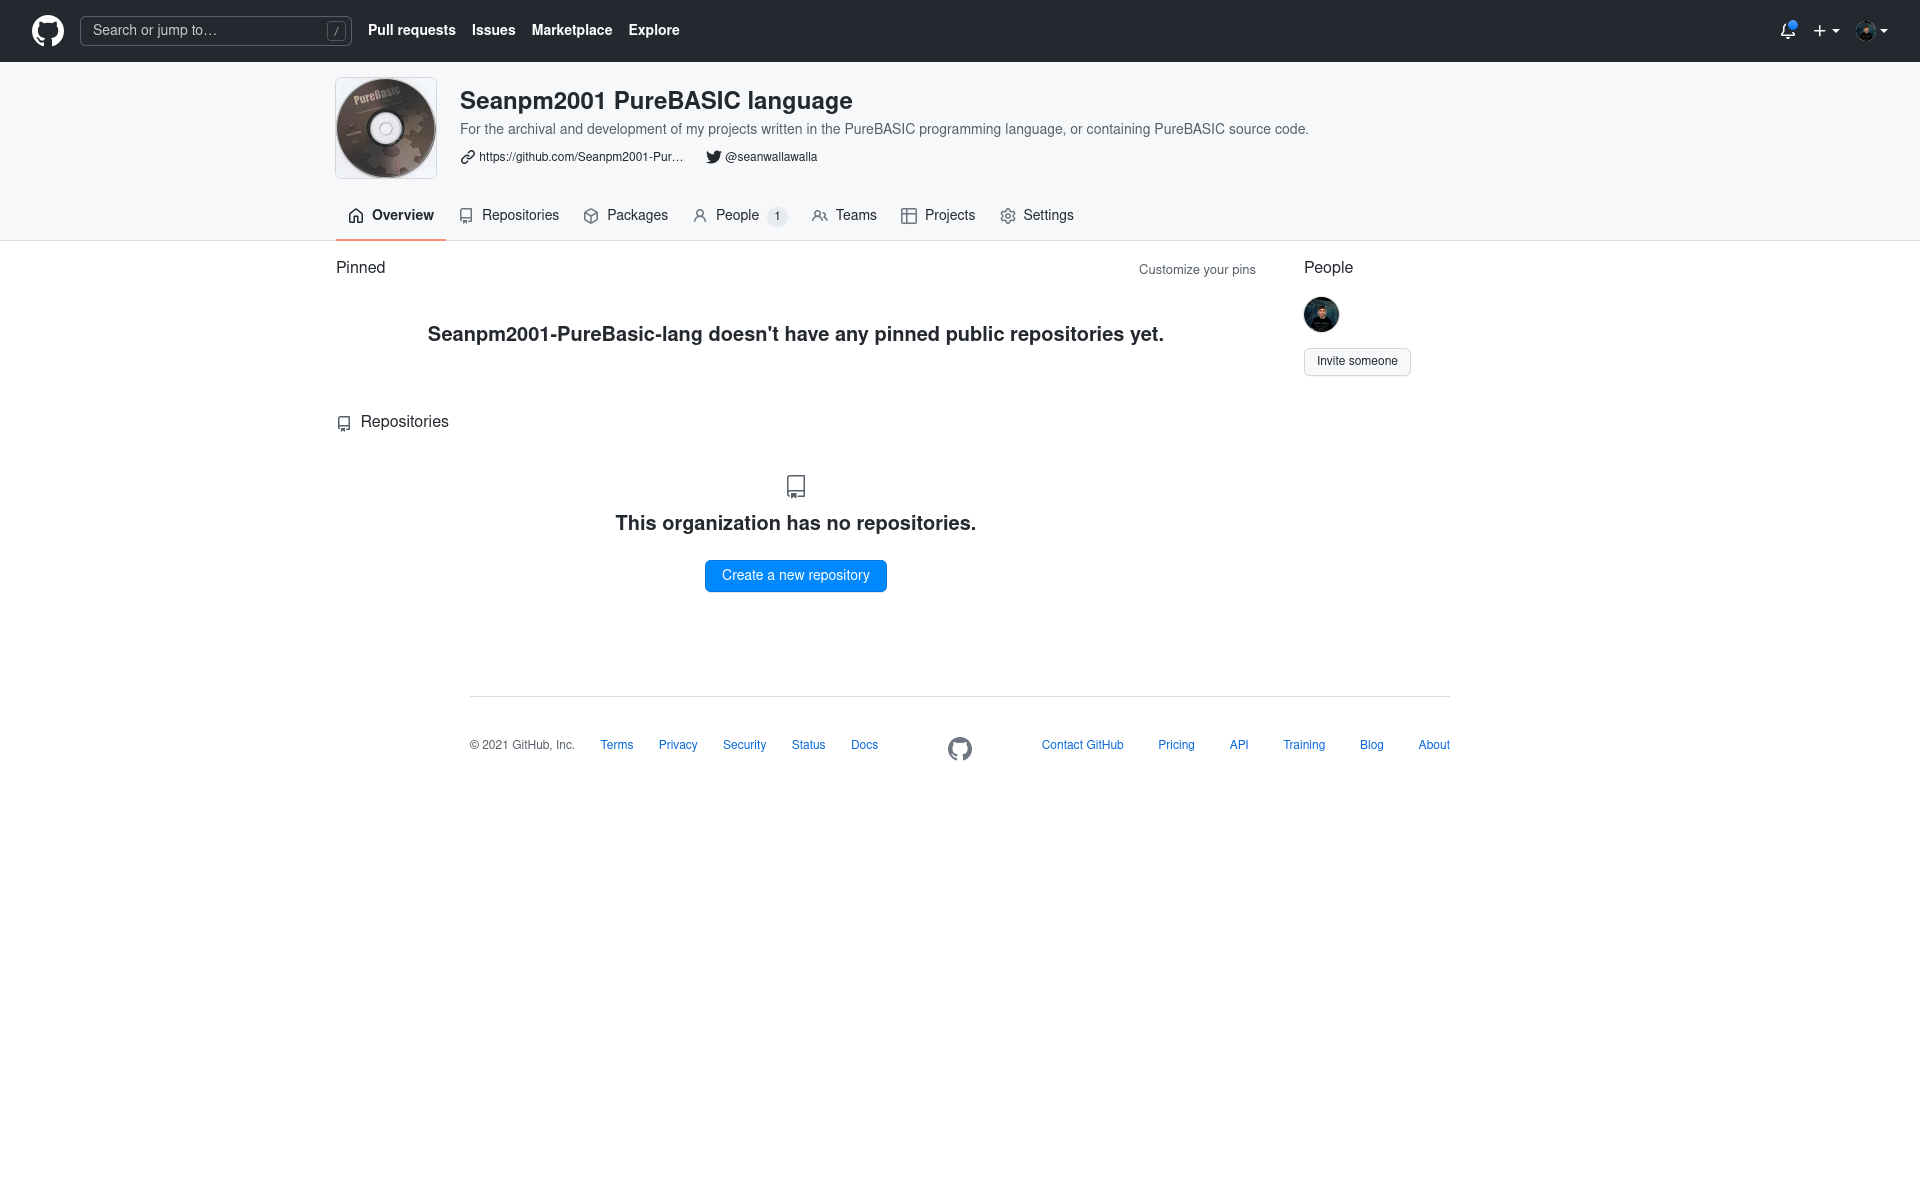 Search or jump to…
/
Pull requests
Issues
Marketplace
Explore
PureBasic
Seanpm2001 PureBASIC language
For the archival and development of my projects written in the PureBASIC programming language, or containing PureBASIC source code.
https://github.com/Seanpm2001-Pur…
@seanwallawalla
Overview
Repositories
Packages
People 1
Teams
Projects
Settings
Pinned
Customize your pins
Seanpm2001-PureBasic-lang doesn't have any pinned public repositories yet.
People
Invite someone
Repositories
This organization has no repositories.
Create a new repository
© 2021 GitHub, Inc.
Terms
Privacy
Security
Status
Docs
Contact GitHub
Pricing
API
Training
Blog
About